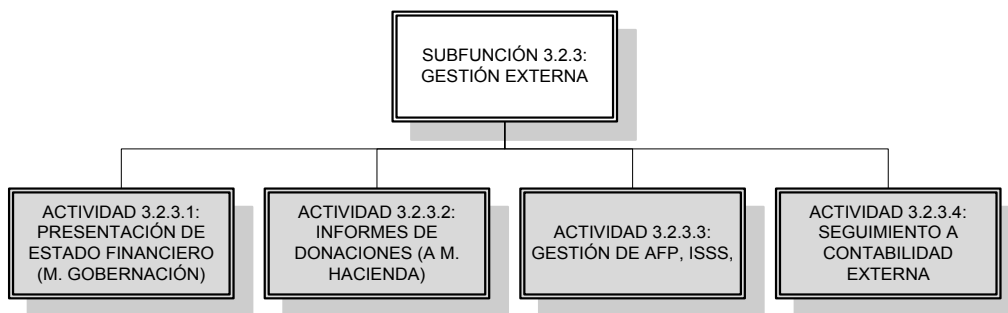 SUBFUNCIÓN 3.2.3:
GESTIÓN EXTERNA
ACTIVIDAD 3.2.3.1:
PRESENTACIÓN DE
ESTADO FINANCIERO
(M. GOBERNACIÓN)
ACTIVIDAD 3.2.3.2:
INFORMES DE
DONACIONES (A M.
HACIENDA)
ACTIVIDAD 3.2.3.3:
GESTIÓN DE AFP, ISSS,
ACTIVIDAD 3.2.3.4:
SEGUIMIENTO A
CONTABILIDAD
EXTERNA